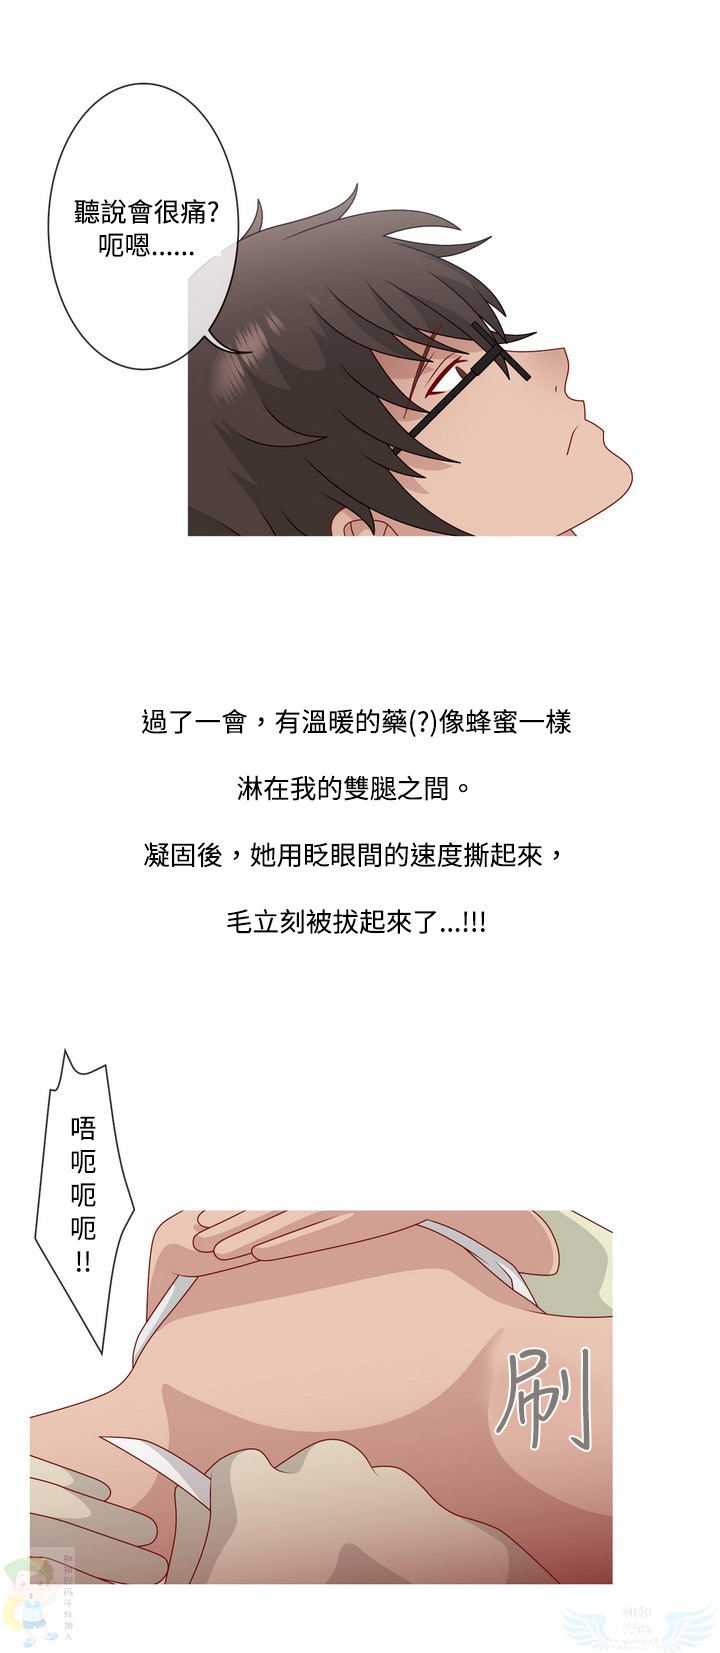 聽說會很痛?
呃嗯......
過了一會，有溫暖的藥(?)像蜂蜜一樣
淋在我的雙腿之間。
凝固後，她用眨眼間的速度撕起來，
毛立刻被拔起來了...!!!
唔呃呃呃!!
刷